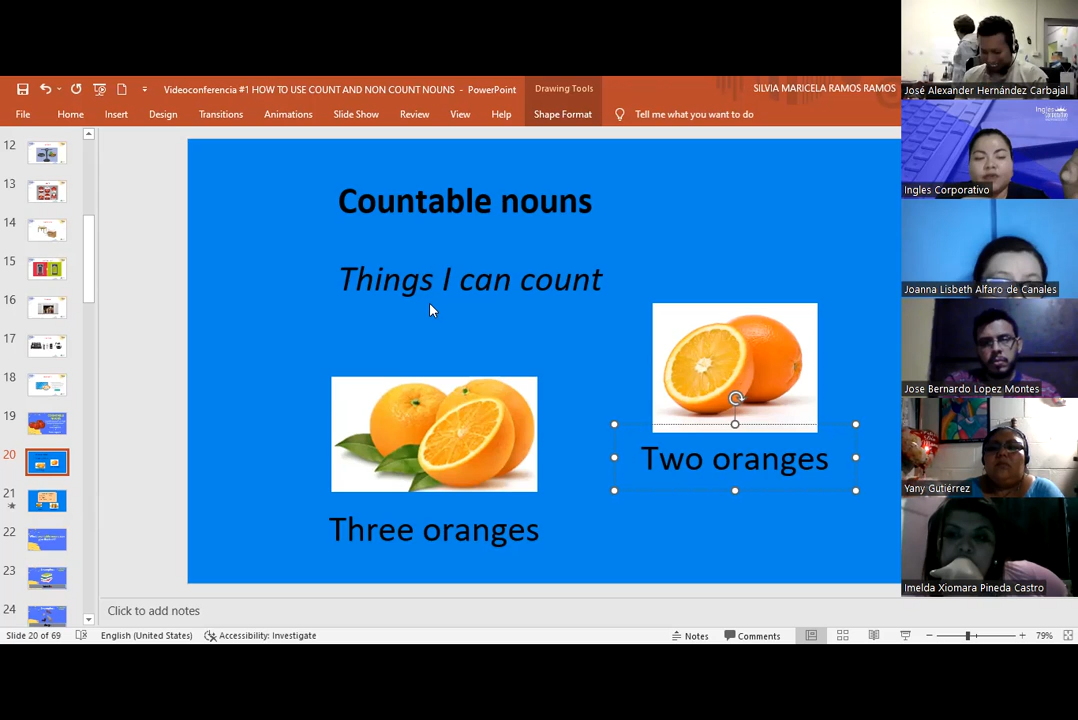 Videoconferencia #1 HOW TO USE COUNT AND NON COUNT NOUNS - PowerPoint
Drawing Tools
SILVIA MARICELA RAMOS RAMOS
File Home Insert Design Transitions Animations Slide Show Review View Help Shape Format Tell me what you want to do
12
13
14
15
16
17
18
19
20
21
22
23
24
Countable nouns
Things I can count
Two oranges
Three oranges
Click to add notes
Slide 20 of 69 English (United States) Accessibility: Investigate Notes Comments 79%
José Alexander Hernández Carbajal
Ingles Corporativo
Joanna Lisbeth Alfaro de Canales
Jose Bernardo Lopez Montes
Yany Gutiérrez
Imelda Xiomara Pineda Castro